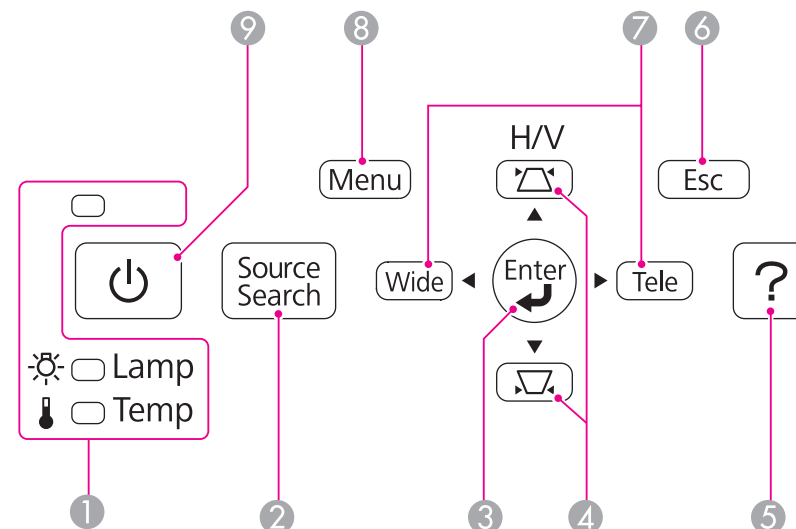 9 8 7 6
H/V
Menu
Esc
Source
Search
Wide
Enter
Tele
?
Lamp
Temp
1 2 3 4 5